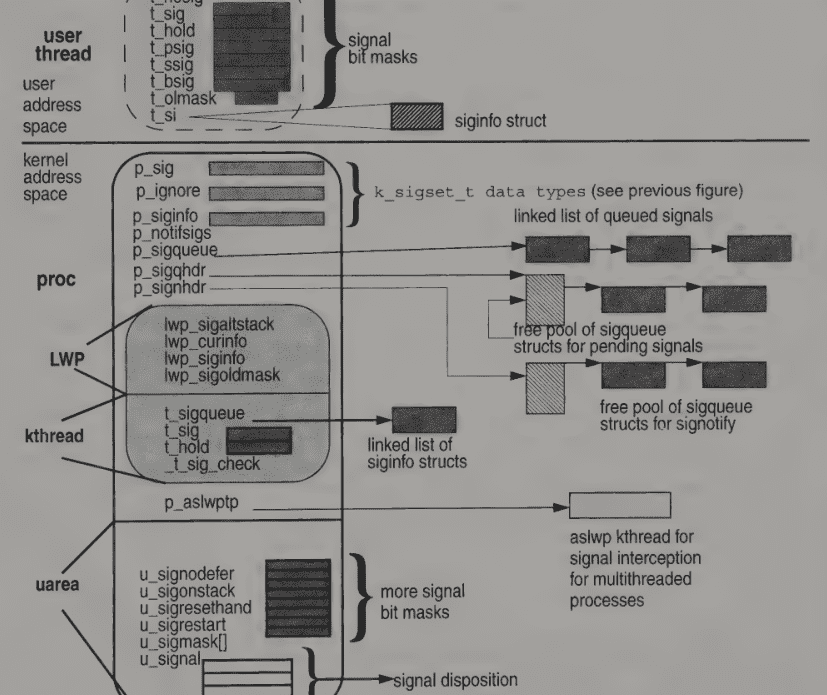 t_sig
user
thread
t_hold
t_psig
t_ssig
t_bsig
t_olmask
t_si
signal
bit masks
user
address
space
siginfo struct
kernel
address
space
p_sig
p_ignore
p_siginfo
p_notifsigs
p_sigqueue
p_sigqhdr
p_signhdr
k_sigset_t data types (see previous figure)
linked list of queued signals
proc
free pool of sigqueue
structs for pending signals
LWP
lwp_sigaltstack
lwp_curinfo
lwp_siginfo
lwp_sigoldmask
free pool of sigqueue
structs for signotify
kthread
t_sigqueue
t_sig
t_hold
_t_sig_check
linked list of
siginfo structs
p_aslwptp
aslwp kthread for
signal interception
for multithreaded
processes
uarea
u_signodefer
u_sigonstack
u_sigresethand
u_sigrestart
u_sigmask[]
u_signal
more signal
bit masks
signal disposition